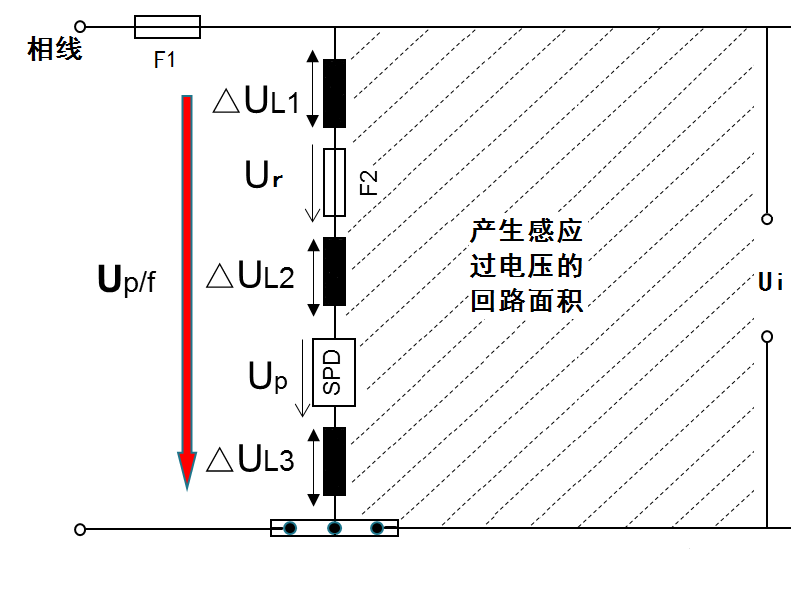 相线
F1
△UL1
Ur
F2
Up/f
△UL2
产生感应
过电压的
回路面积
Ui
Up
SPD
△UL3